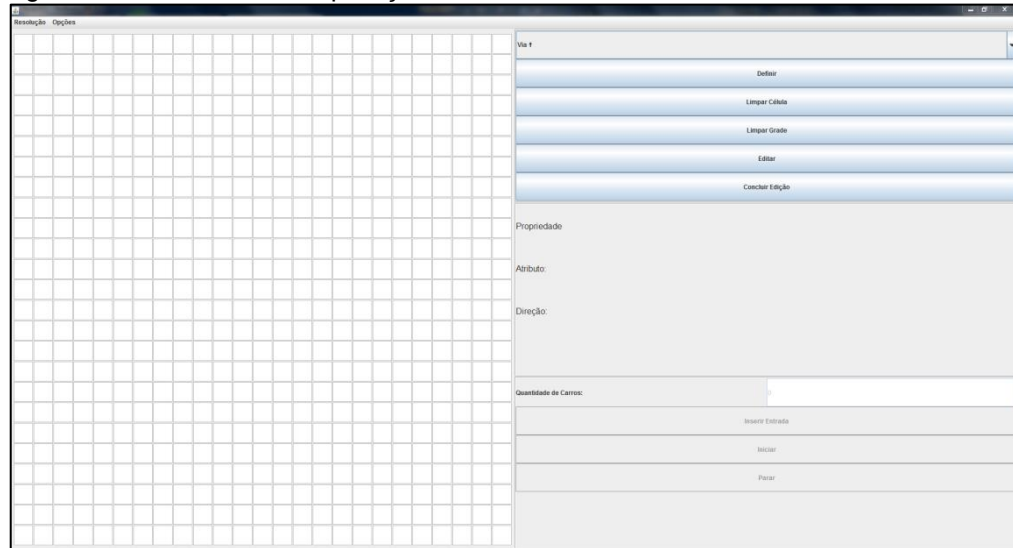 Resolução Opções
Via ↑
Definir
Limpar Célula
Limpar Grade
Editar
Concluir Edição
Propriedade
Atributo:
Direção:
Quantidade de Carros:
Inserir Entrada
Iniciar
Parar